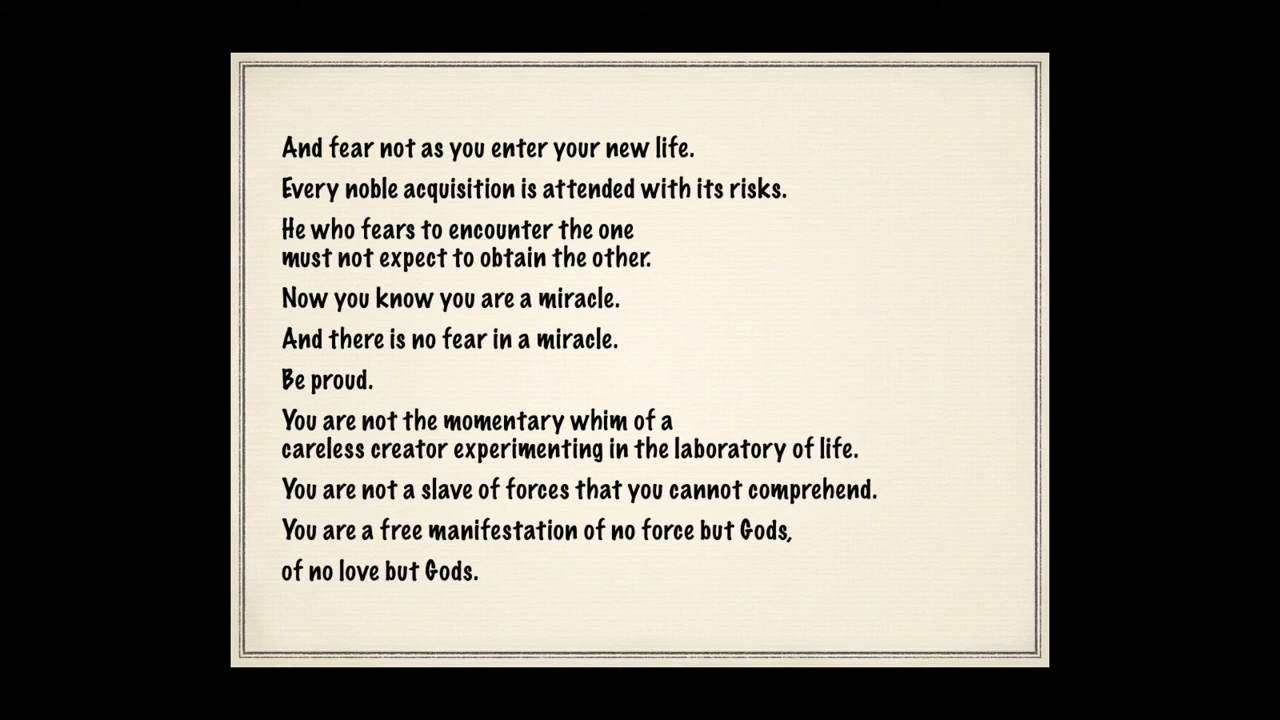 And fear not as you enter your new life.
Every noble acquisition is attended with its risks.
He who fears to encounter the one
must not expect to obtain the other.
Now you know you are a miracle.
And there is no fear in a miracle.
Be proud.
You are not the momentary whim of a
careless creator experimenting in the laboratory of life.
You are not a slave of forces that you cannot comprehend.
You are a free manifestation of no force but Gods,
of no love but Gods.